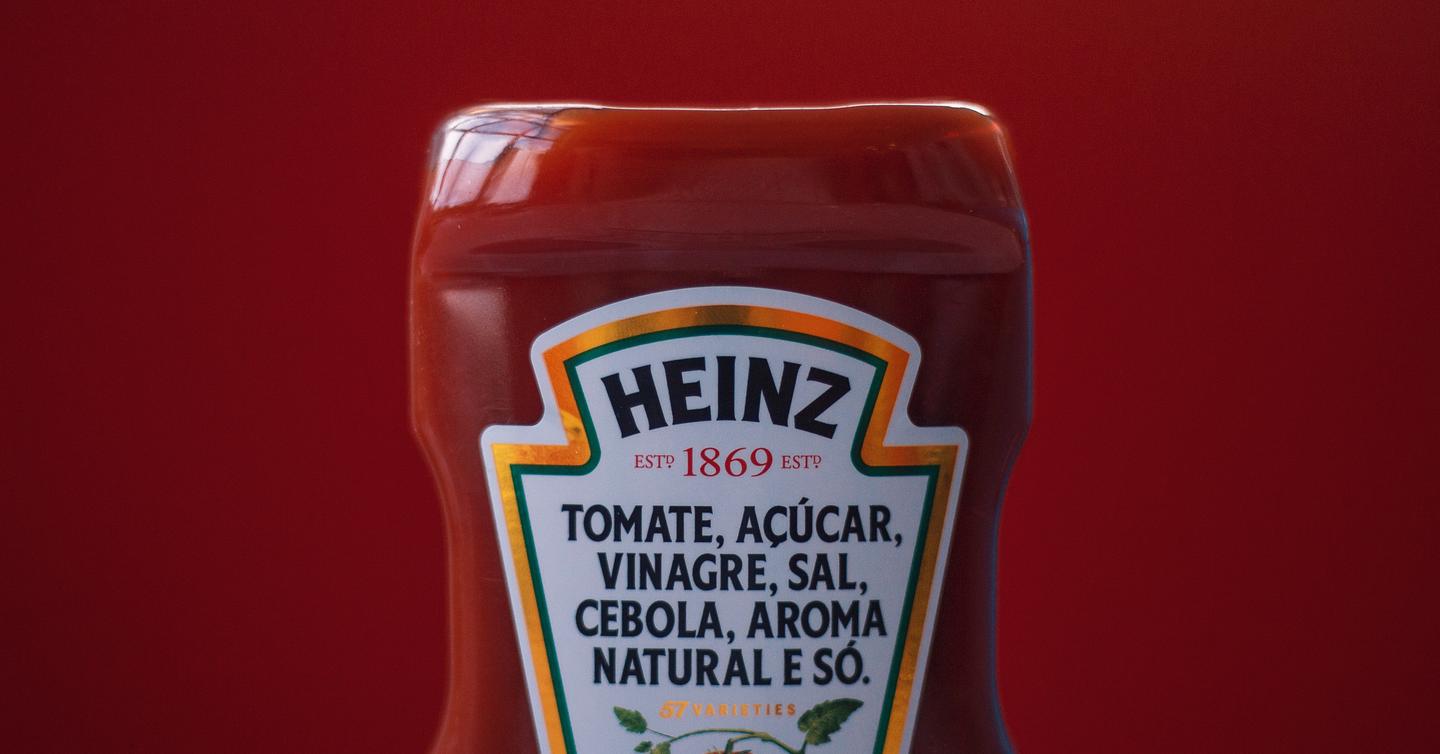 HEINZ
ESTD 1869 ESTD
TOMATE, AÇÚCAR,
VINAGRE, SAL,
CEBOLA, AROMA
NATURAL E SÓ.
57 VARIETIES